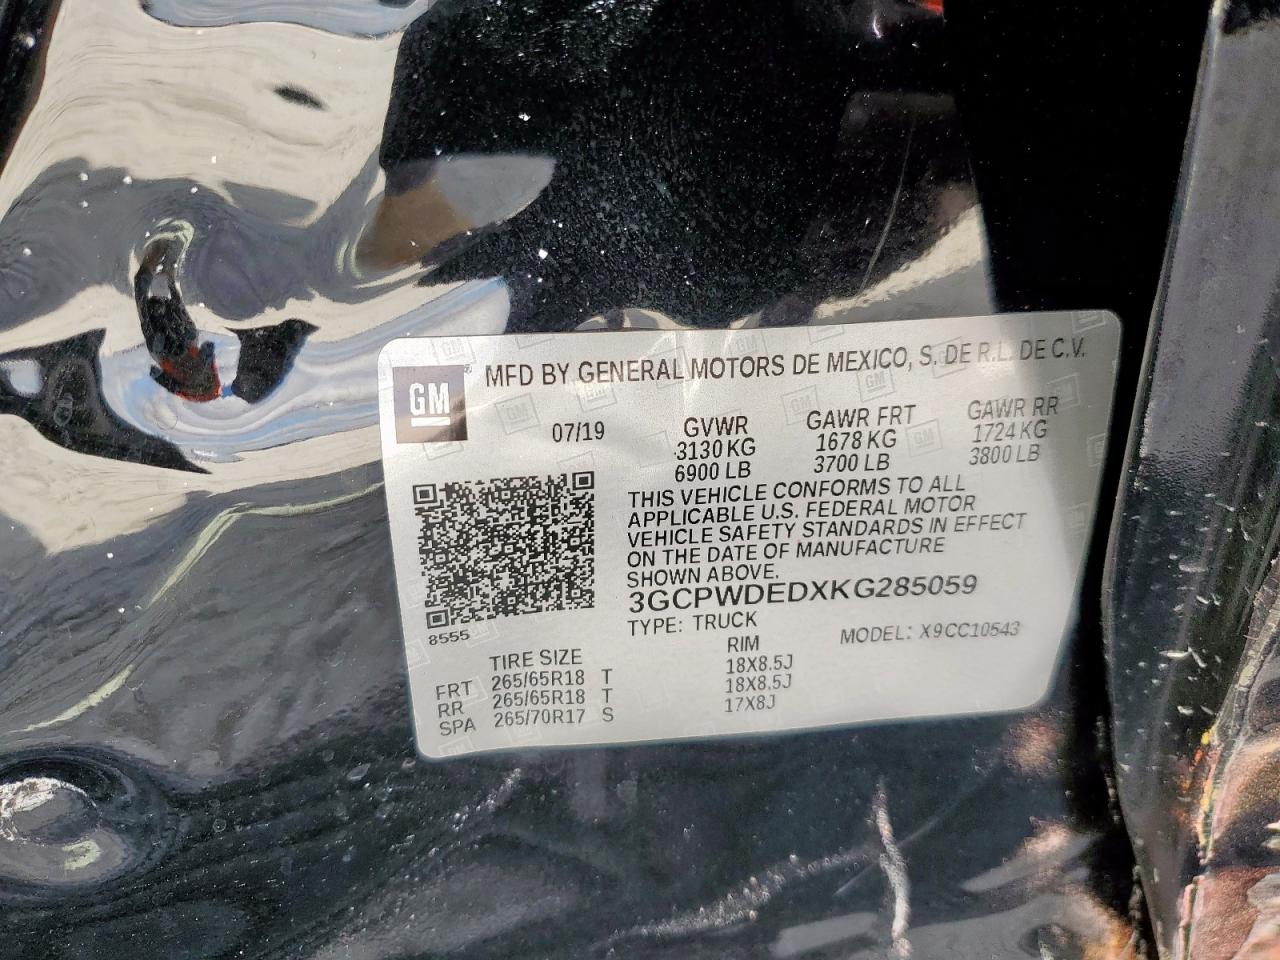 GM MFD BY GENERAL MOTORS DE MEXICO, S. DE R.L. DE C.V.
07/19 GVWR GAWR FRT GAWR RR
3130 KG 1678 KG 1724 KG
6900 LB 3700 LB 3800 LB
THIS VEHICLE CONFORMS TO ALL
APPLICABLE U.S. FEDERAL MOTOR
VEHICLE SAFETY STANDARDS IN EFFECT
ON THE DATE OF MANUFACTURE
SHOWN ABOVE.
3GCPWDEDXKG285059
8555
TYPE: TRUCK MODEL: X9CC10543
TIRE SIZE RIM
FRT 265/65R18 T 18X8.5J
RR 265/65R18 T 18X8.5J
SPA 265/70R17 S 17X8J